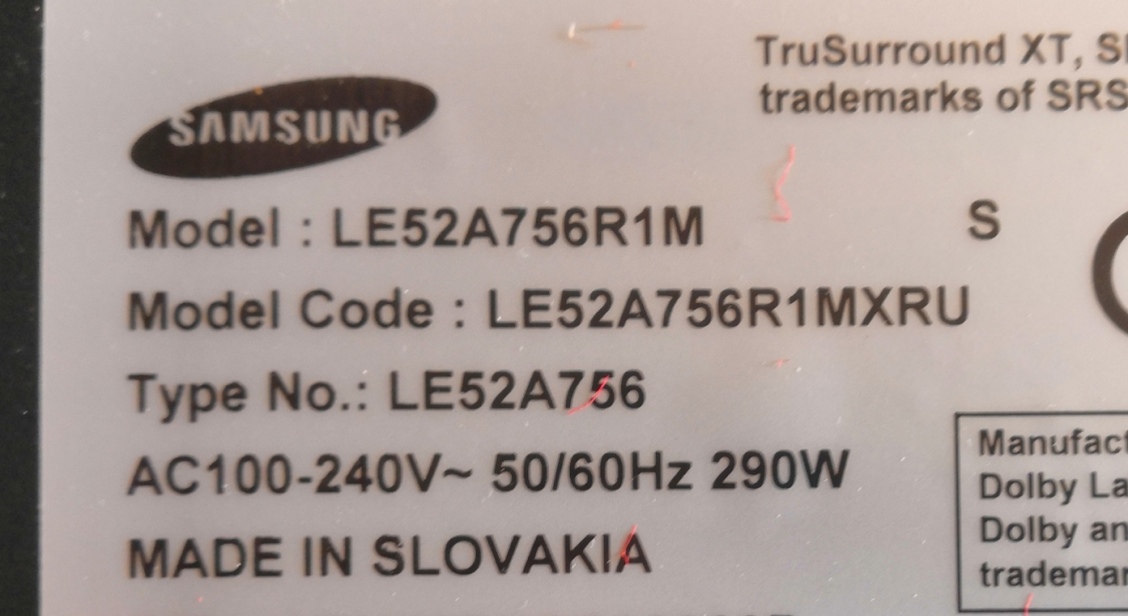 SAMSUNG
TruSurround XT, S
trademarks of SRS
Model : LE52A756R1M
S
Model Code : LE52A756R1MXRU
Type No.: LE52A756
AC100-240V~ 50/60Hz 290W
MADE IN SLOVAKIA
Manufact
Dolby La
Dolby an
tradema